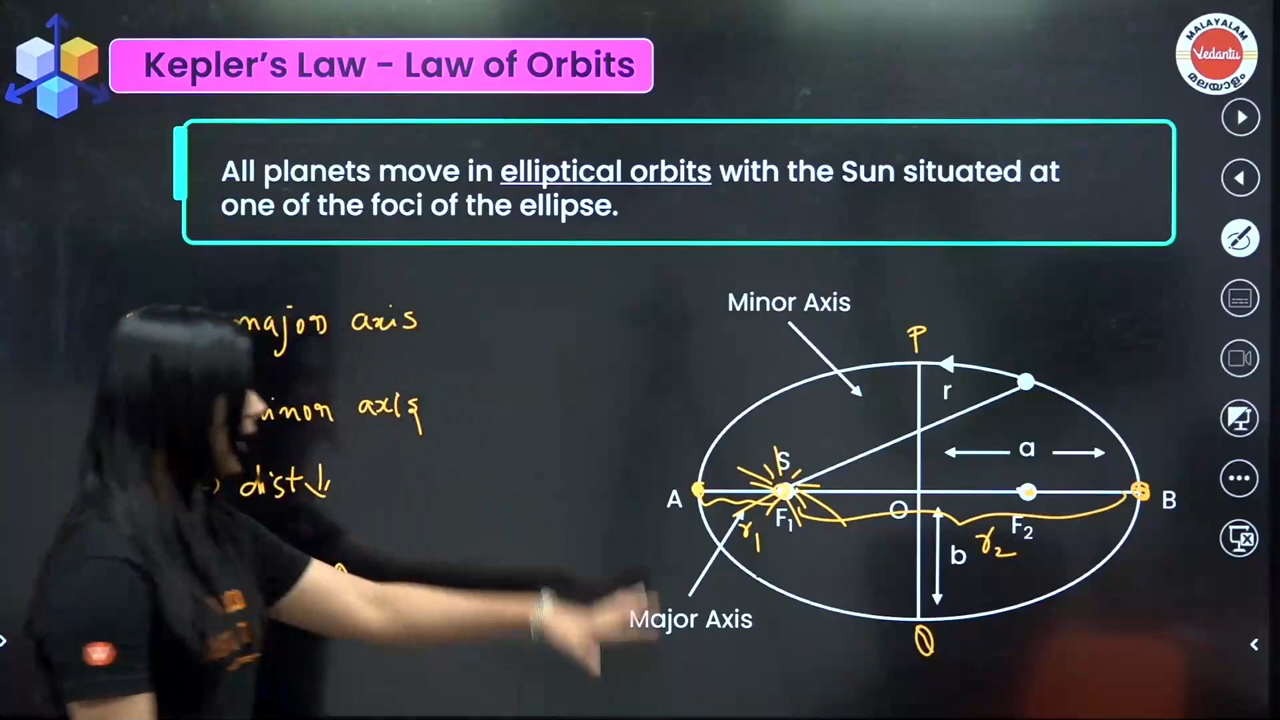 Kepler's Law - Law of Orbits
MALAYALAM
Vedantu
മലയാളം
All planets move in elliptical orbits with the Sun situated at
one of the foci of the ellipse.
major axis
minor axis
dist ↓
Minor Axis
P
r
a
S
A
F₁
O
F₂
B
r₁
b
r₂
Major Axis
Q